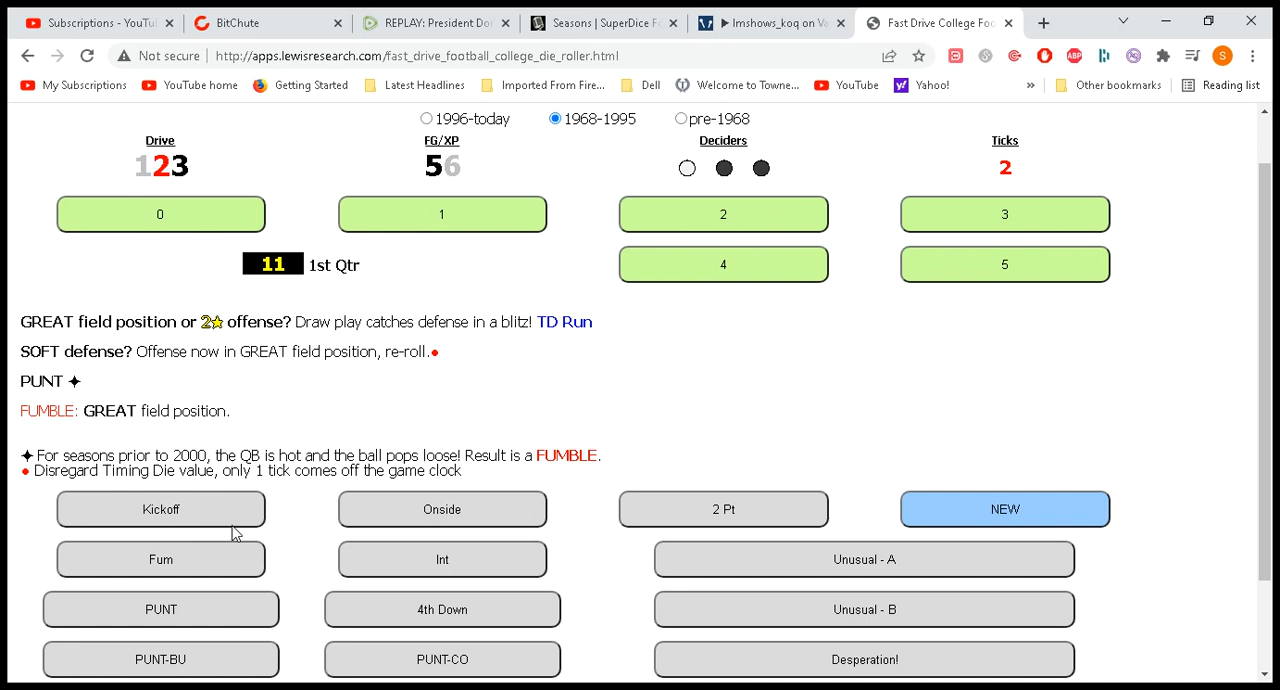 Subscriptions - YouTu
BitChute
REPLAY: President Do
Seasons | SuperDice Fo
▶ Imshows_koq on Va
Fast Drive College Foo
Not secure | http://apps.lewisresearch.com/fast_drive_football_college_die_roller.html
ABP
S
My Subscriptions
YouTube home
Getting Started
Latest Headlines
Imported From Fire...
Dell
Welcome to Towne...
YouTube
Yahoo!
»
Other bookmarks
Reading list
1996-today 1968-1995 pre-1968
Drive FG/XP Deciders Ticks
123 56 2
0 1 2 3
11 1st Qtr 4 5
GREAT field position or 2★ offense? Draw play catches defense in a blitz! TD Run
SOFT defense? Offense now in GREAT field position, re-roll.●
PUNT ✦
FUMBLE: GREAT field position.
✦ For seasons prior to 2000, the QB is hot and the ball pops loose! Result is a FUMBLE.
● Disregard Timing Die value, only 1 tick comes off the game clock
Kickoff Onside 2 Pt NEW
Fum Int Unusual - A
PUNT 4th Down Unusual - B
PUNT-BU PUNT-CO Desperation!